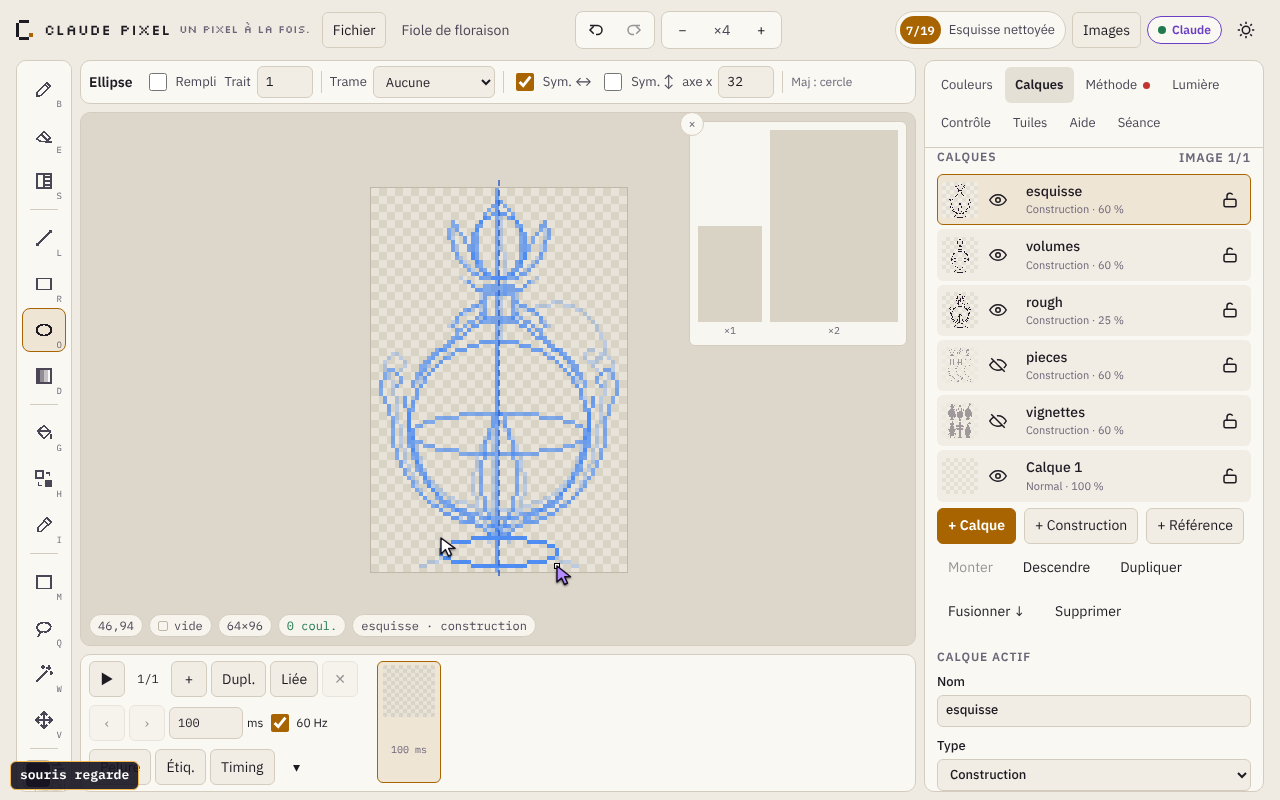 CLAUDE PIXEL UN PIXEL À LA FOIS. Fichier Fiole de floraison − ×4 + 7/19 Esquisse nettoyée Images Claude
Ellipse Rempli Trait 1 Trame Aucune Sym. ↔ Sym. ↕ axe x 32 Maj : cercle
B
E
S
L
R
O
D
G
H
I
M
Q
W
V
×
×1 ×2
46,94 vide 64×96 0 coul. esquisse · construction
1/1 + Dupl. Liée ×
‹ › 100 ms 60 Hz
Étiq. Timing ▼
100 ms
souris regarde
Couleurs Calques Méthode Lumière
Contrôle Tuiles Aide Séance
CALQUES IMAGE 1/1
esquisse
Construction · 60 %
volumes
Construction · 60 %
rough
Construction · 25 %
pieces
Construction · 60 %
vignettes
Construction · 60 %
Calque 1
Normal · 100 %
+ Calque + Construction + Référence
Monter Descendre Dupliquer
Fusionner ↓ Supprimer
CALQUE ACTIF
Nom
esquisse
Type
Construction